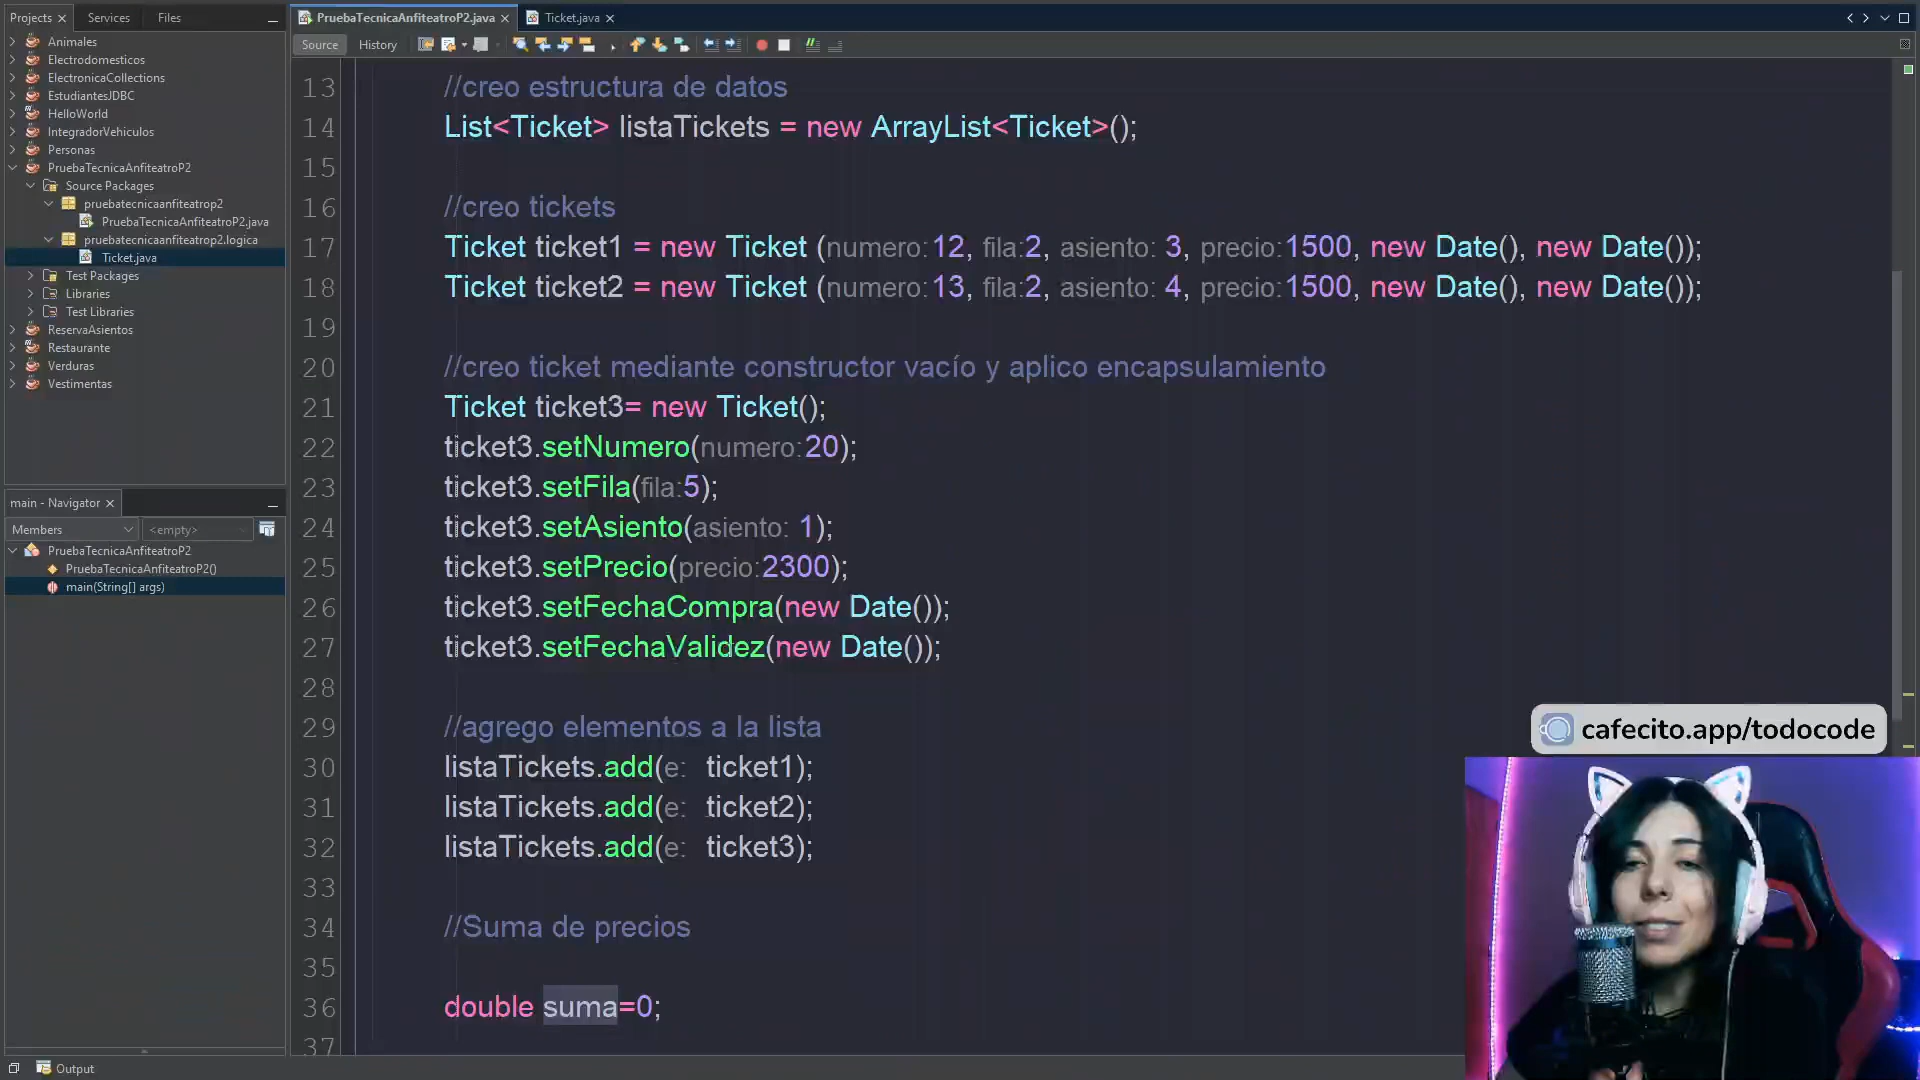 Projects
Services
Files
Animales
Electrodomesticos
ElectronicaCollections
EstudiantesJDBC
HelloWorld
IntegradorVehiculos
Personas
PruebaTecnicaAnfiteatroP2
Source Packages
pruebatecnicaanfiteatrop2
PruebaTecnicaAnfiteatroP2.java
pruebatecnicaanfiteatrop2.logica
Ticket.java
Test Packages
Libraries
Test Libraries
ReservaAsientos
Restaurante
Verduras
Vestimentas
main - Navigator
Members
<empty>
PruebaTecnicaAnfiteatroP2
PruebaTecnicaAnfiteatroP2()
main(String[] args)
Output
PruebaTecnicaAnfiteatroP2.java
Ticket.java
Source
History
13 //creo estructura de datos
14 List<Ticket> listaTickets = new ArrayList<Ticket>();
15
16 //creo tickets
17 Ticket ticket1 = new Ticket (numero:12, fila:2, asiento: 3, precio:1500, new Date(), new Date());
18 Ticket ticket2 = new Ticket (numero:13, fila:2, asiento: 4, precio:1500, new Date(), new Date());
19
20 //creo ticket mediante constructor vacío y aplico encapsulamiento
21 Ticket ticket3= new Ticket();
22 ticket3.setNumero(numero:20);
23 ticket3.setFila(fila:5);
24 ticket3.setAsiento(asiento: 1);
25 ticket3.setPrecio(precio:2300);
26 ticket3.setFechaCompra(new Date());
27 ticket3.setFechaValidez(new Date());
28
29 //agrego elementos a la lista
30 listaTickets.add(e: ticket1);
31 listaTickets.add(e: ticket2);
32 listaTickets.add(e: ticket3);
33
34 //Suma de precios
35
36 double suma=0;
37
cafecito.app/todocode